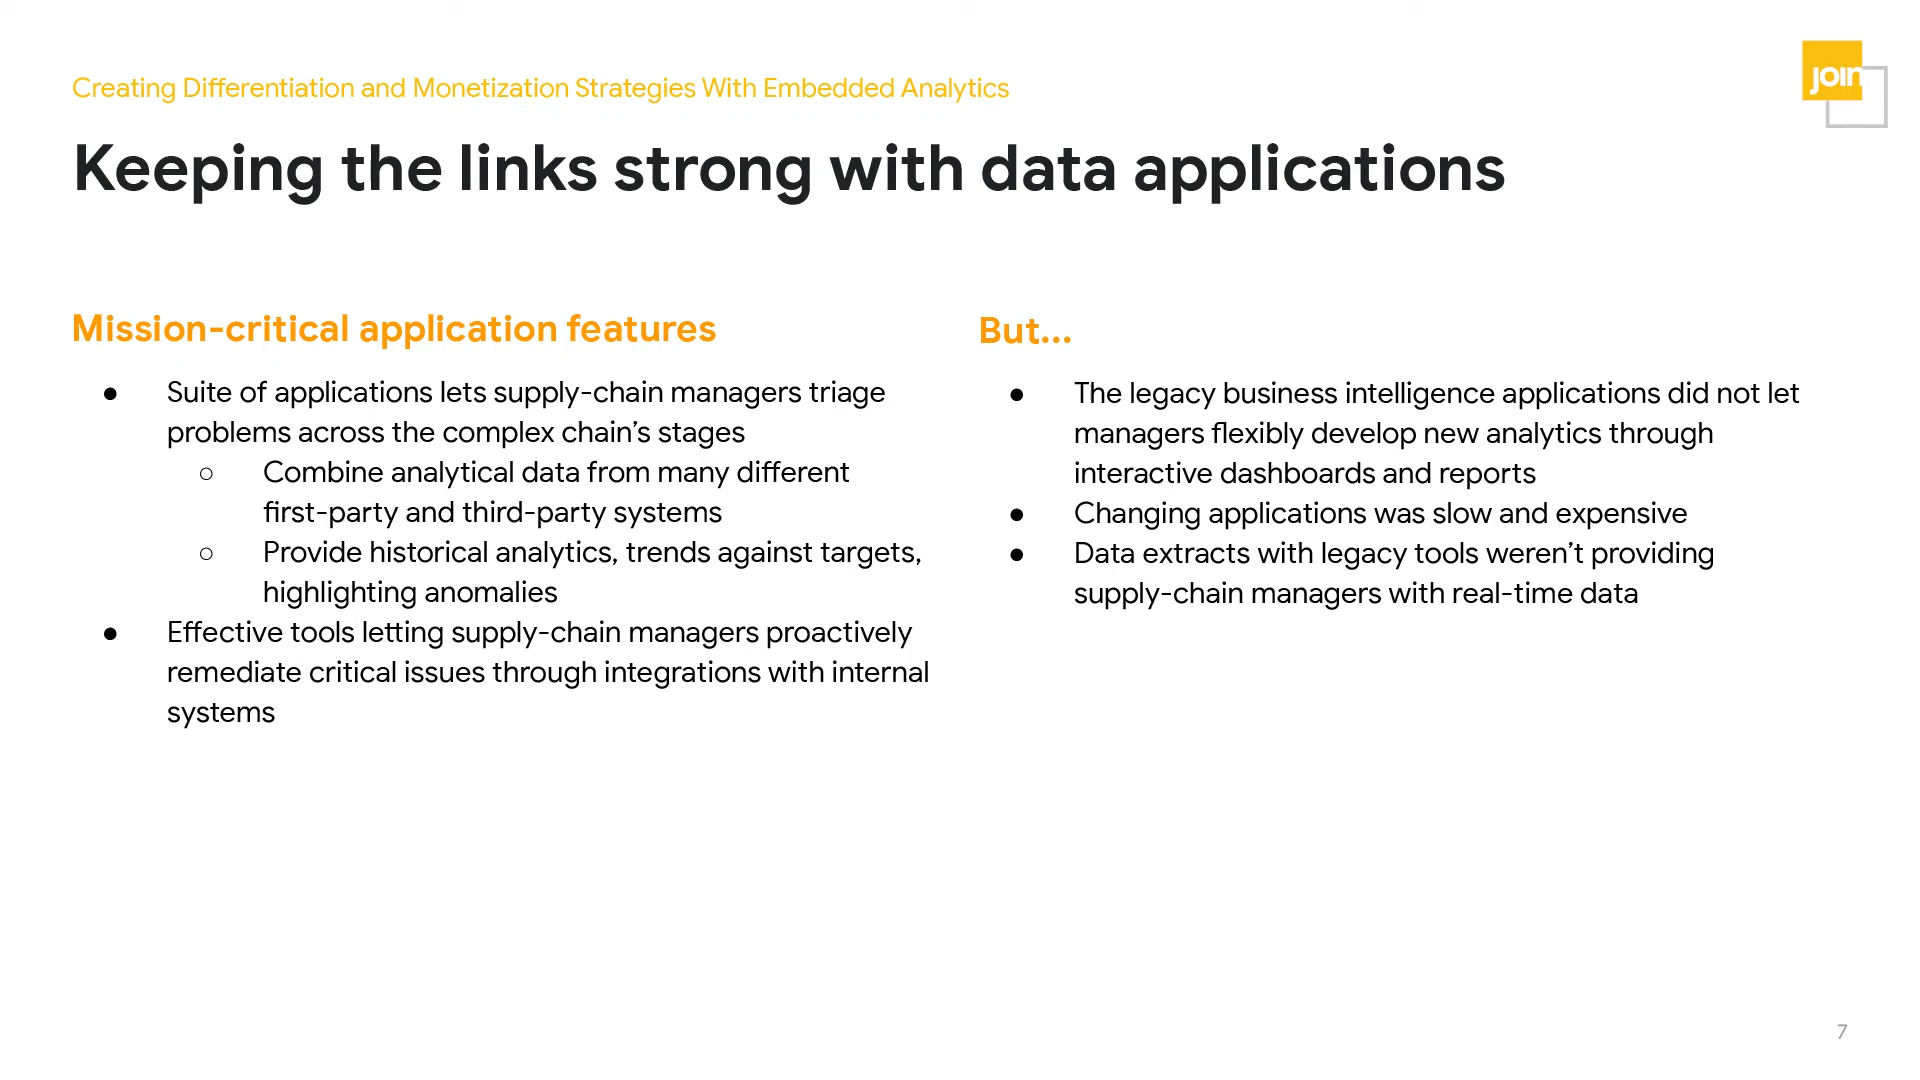 Creating Differentiation and Monetization Strategies With Embedded Analytics
join
Keeping the links strong with data applications
Mission-critical application features
● Suite of applications lets supply-chain managers triage
problems across the complex chain’s stages
○ Combine analytical data from many different
first-party and third-party systems
○ Provide historical analytics, trends against targets,
highlighting anomalies
● Effective tools letting supply-chain managers proactively
remediate critical issues through integrations with internal
systems
But...
● The legacy business intelligence applications did not let
managers flexibly develop new analytics through
interactive dashboards and reports
● Changing applications was slow and expensive
● Data extracts with legacy tools weren’t providing
supply-chain managers with real-time data
7